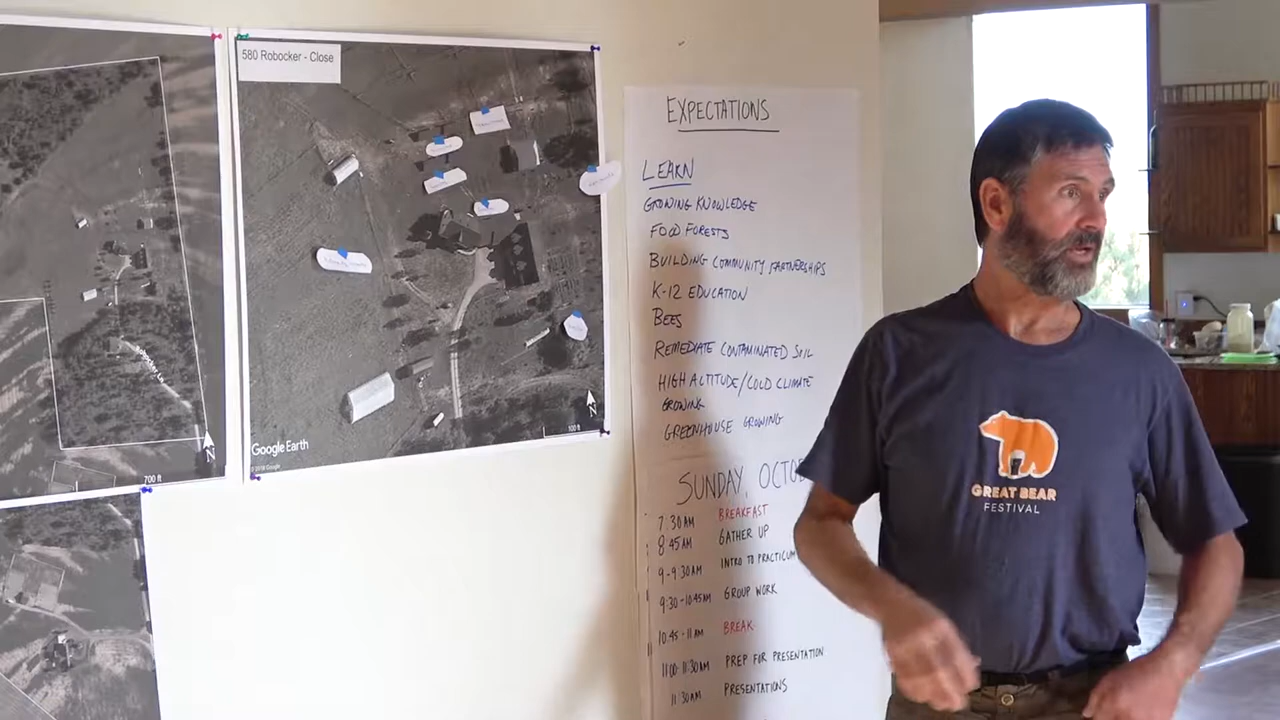 580 Robocker - Close
Google Earth
© 2018 Google
100 ft
N
700 ft
N
EXPECTATIONS
LEARN
GROWING KNOWLEDGE
FOOD FORESTS
BUILDING COMMUNITY PARTNERSHIPS
K-12 EDUCATION
BEES
REMEDIATE CONTAMINATED SOIL
HIGH ALTITUDE/COLD CLIMATE
GROWING
GREENHOUSE GROWING
SUNDAY, OCTOB
7:30AM BREAKFAST
8:45AM GATHER UP
9-9:30AM INTRO TO PRACTICUM
9:30-10:45AM GROUP WORK
10:45-11AM BREAK
11:00-11:30AM PREP FOR PRESENTATION
11:30AM PRESENTATIONS
GREAT BEAR
FESTIVAL